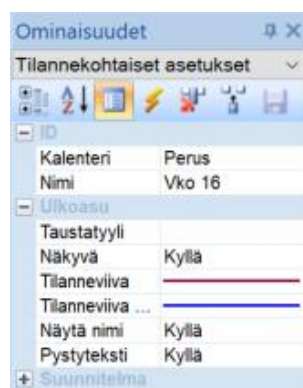 Ominaisuudet
Tilannekohtaiset asetukset
ID
Kalenteri Perus
Nimi Vko 16
Ulkoasu
Taustatyyli
Näkyvä Kyllä
Tilanneviiva
Tilanneviiva ...
Näytä nimi Kyllä
Pystyteksti Kyllä
Suunnitelma